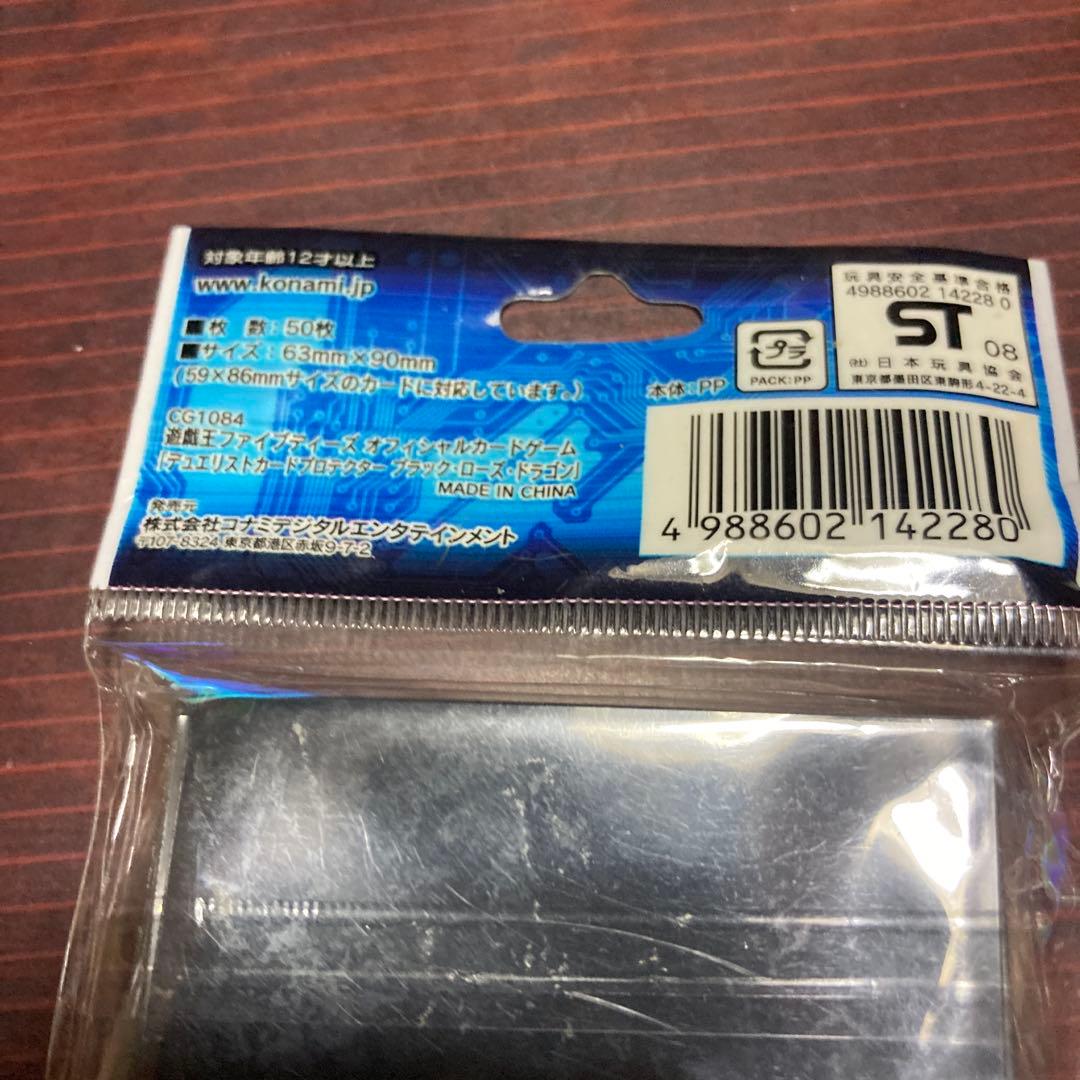 対象年齢12才以上
www.konami.jp
■枚 数:50枚
■サイズ:63mm×90mm
(59×86mmサイズのカードに対応しています。)
CG1084
遊戯王ファイブディーズ オフィシャルカードゲーム
「デュエリストカードプロテクター ブラック・ローズ・ドラゴン」
MADE IN CHINA
発売元
株式会社コナミデジタルエンタテインメント
〒107-8324 東京都港区赤坂9-7-2
本体:PP
プラ
PACK:PP
玩具安全基準合格
4988602 14228 0
ST 08
(社)日本玩具協会
東京都墨田区東駒形4-22-4
4 988602 142280